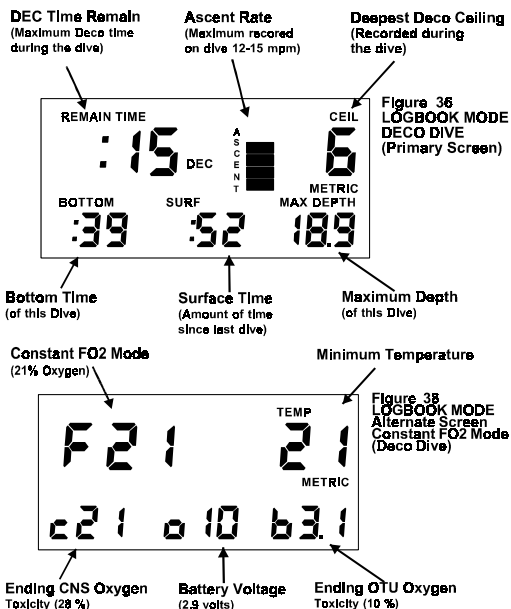 DEC Time Remain
(Maximum Deco time
during the dive)
Ascent Rate
(Maximum recored
on dive 12-15 mpm)
Deepest Deco Ceiling
(Recorded during
the dive)
REMAIN TIME
:15 DEC
ASCENT
CEIL
6
METRIC
BOTTOM
:39
SURF
:52
MAX DEPTH
18.9
Figure 36
LOGBOOK MODE
DECO DIVE
(Primary Screen)
Bottom Time
(of this Dive)
Surface Time
(Amount of time
since last dive)
Maximum Depth
(of this Dive)
Constant FO2 Mode
(21% Oxygen)
Minimum Temperature
F21
TEMP
21
METRIC
c21 o10 b3.1
Figure 38
LOGBOOK MODE
Alternate Screen
Constant FO2 Mode
(Deco Dive)
Ending CNS Oxygen
Toxicity (28 %)
Battery Voltage
(2.9 volts)
Ending OTU Oxygen
Toxicity (10 %)